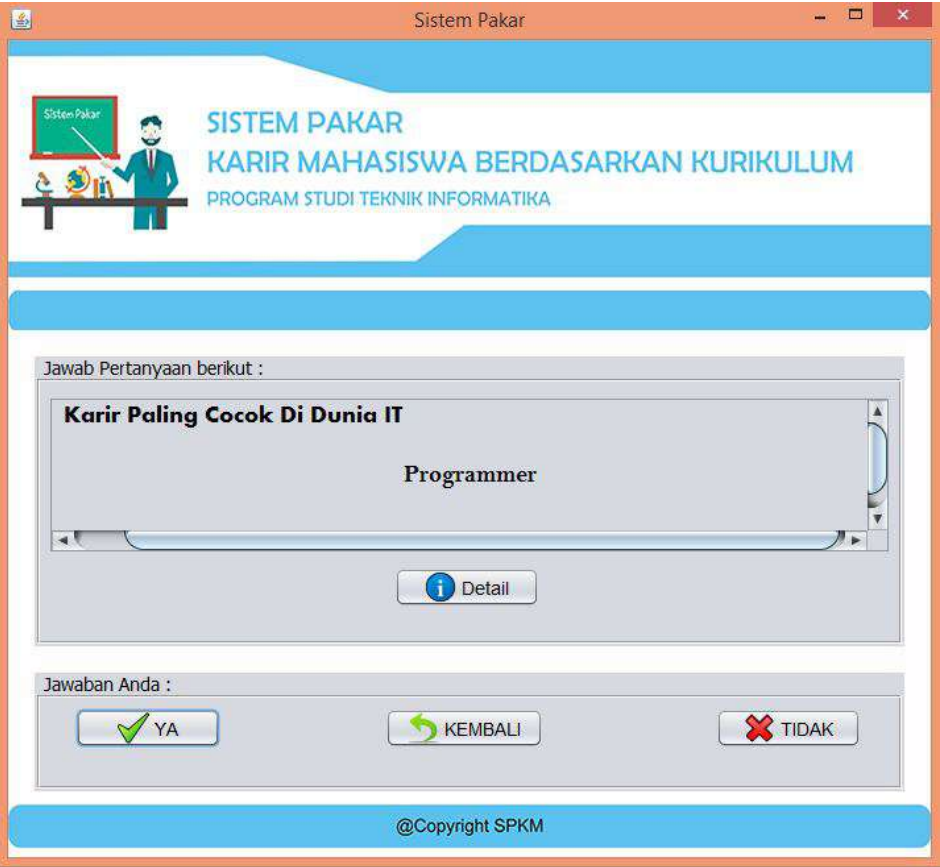 Sistem Pakar
Sistem Pakar
SISTEM PAKAR
KARIR MAHASISWA BERDASARKAN KURIKULUM
PROGRAM STUDI TEKNIK INFORMATIKA
Jawab Pertanyaan berikut :
Karir Paling Cocok Di Dunia IT
Programmer
i Detail
Jawaban Anda :
YA KEMBALI TIDAK
@Copyright SPKM